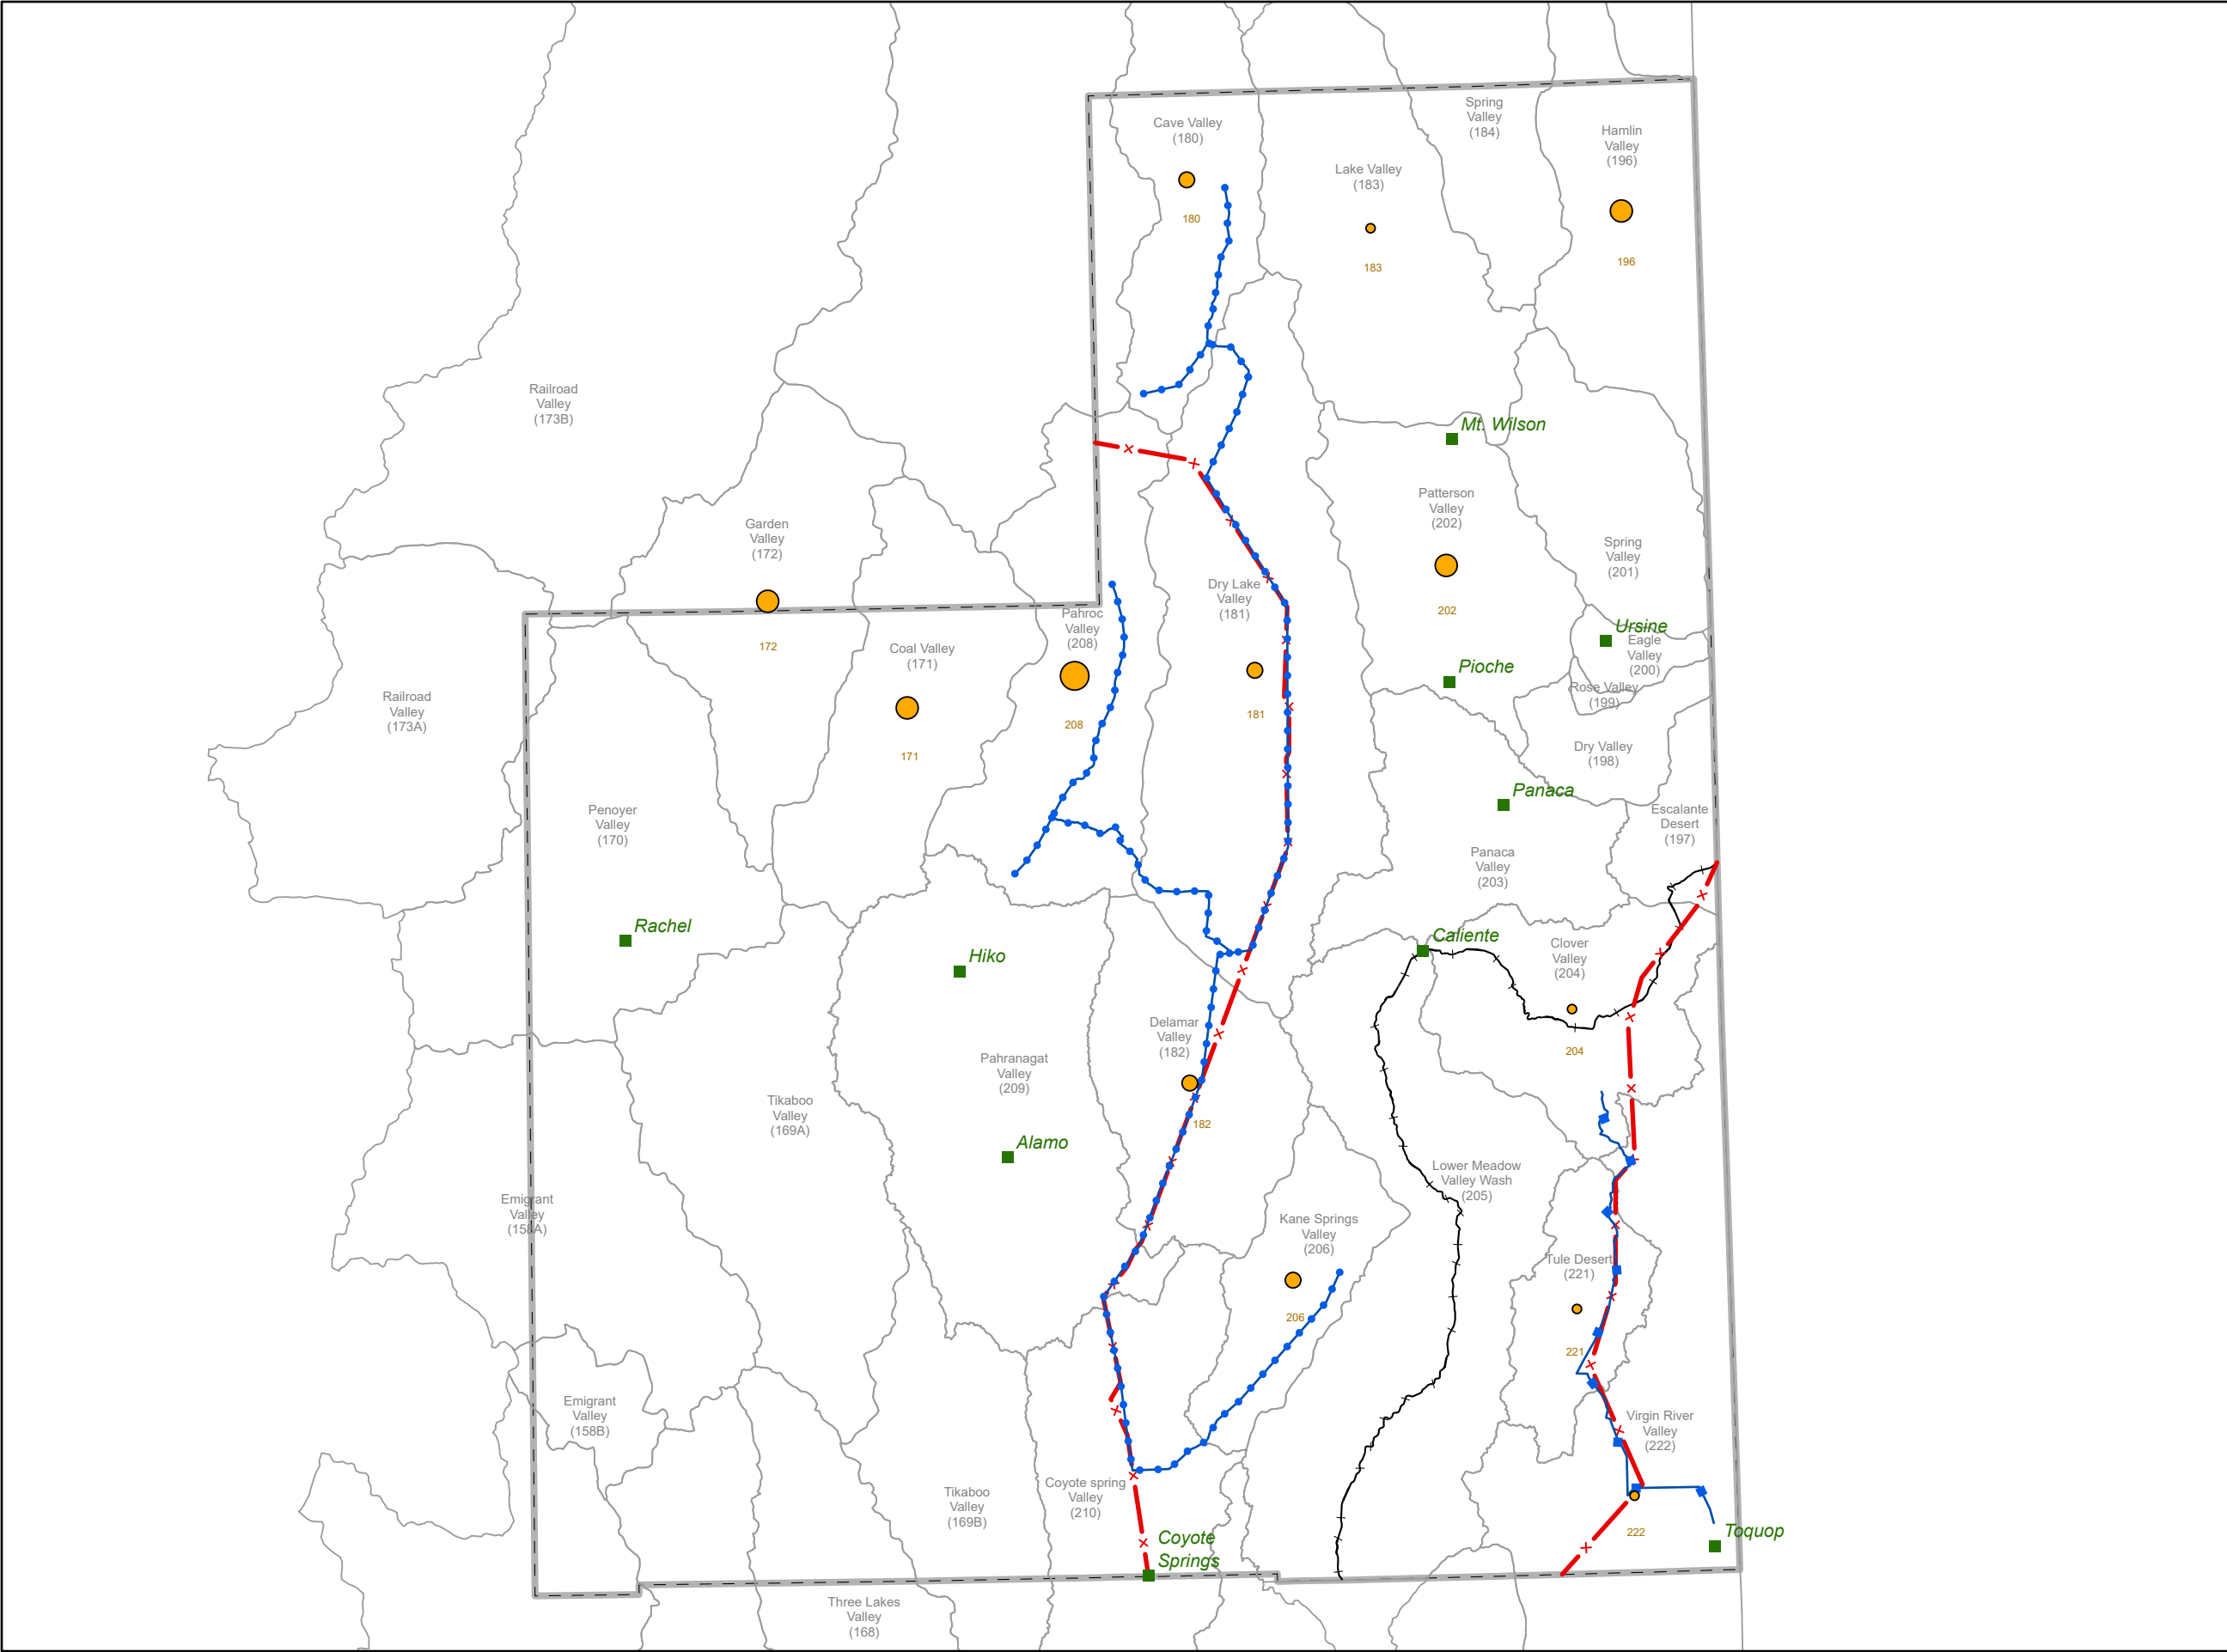 Cave Valley
(180)
180
Lake Valley
(183)
183
Spring
Valley
(184)
Hamlin
Valley
(196)
196
Railroad
Valley
(173B)
Mt. Wilson
Garden
Valley
(172)
172
Patterson
Valley
(202)
202
Spring
Valley
(201)
Dry Lake
Valley
(181)
181
Pahroc
Valley
(208)
208
Coal Valley
(171)
171
Ursine
Eagle
Valley
(200)
Pioche
Rose Valley
(199)
Railroad
Valley
(173A)
Dry Valley
(198)
Panaca
Escalante
Desert
(197)
Penoyer
Valley
(170)
Panaca
Valley
(203)
Rachel
Hiko
Caliente
Clover
Valley
(204)
204
Delamar
Valley
(182)
182
Pahranagat
Valley
(209)
Tikaboo
Valley
(169A)
Alamo
Lower Meadow
Valley Wash
(205)
Emigrant
Valley
(158A)
Kane Springs
Valley
(206)
206
Tule Desert
(221)
221
Emigrant
Valley
(158B)
Virgin River
Valley
(222)
222
Tikaboo
Valley
(169B)
Coyote spring
Valley
(210)
Coyote
Springs
Toquop
Three Lakes
Valley
(168)